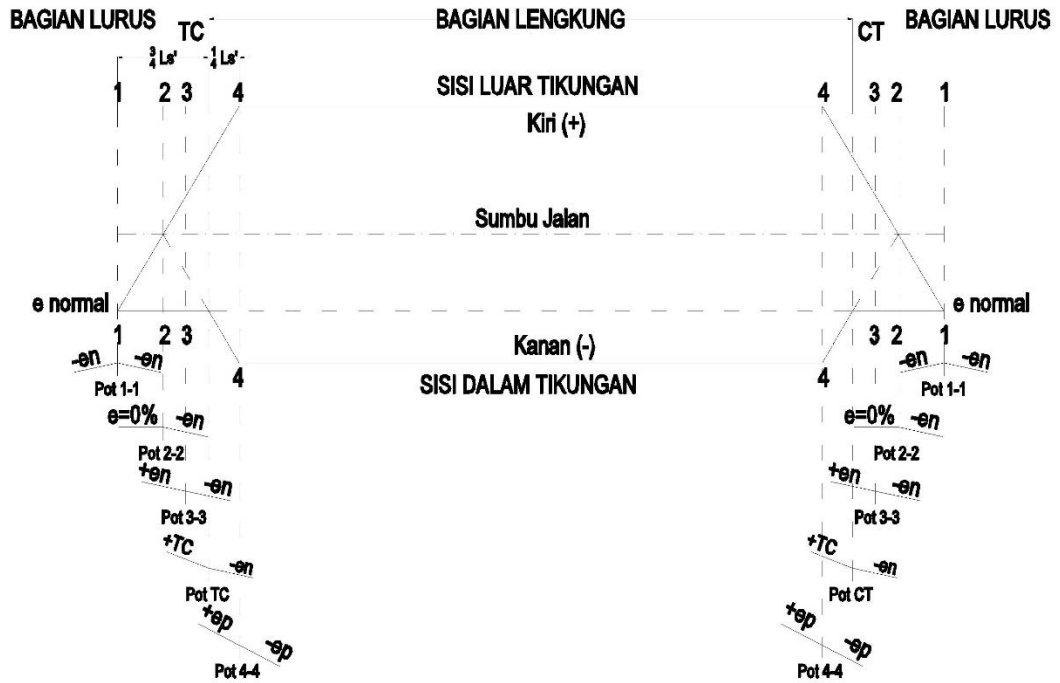 BAGIAN LURUS
TC
BAGIAN LENGKUNG
CT
BAGIAN LURUS
3/4 Ls'
1/4 Ls'
1 2 3 4
SISI LUAR TIKUNGAN
4 3 2 1
Kiri (+)
Sumbu Jalan
e normal
e normal
1 2 3
Kanan (-)
3 2 1
4
SISI DALAM TIKUNGAN
4
-en -en
Pot 1-1
-en -en
Pot 1-1
e=0% -en
Pot 2-2
e=0% -en
Pot 2-2
+en -en
Pot 3-3
+en -en
Pot 3-3
+TC -en
Pot TC
+TC -en
Pot CT
+ep -ep
Pot 4-4
+ep -ep
Pot 4-4